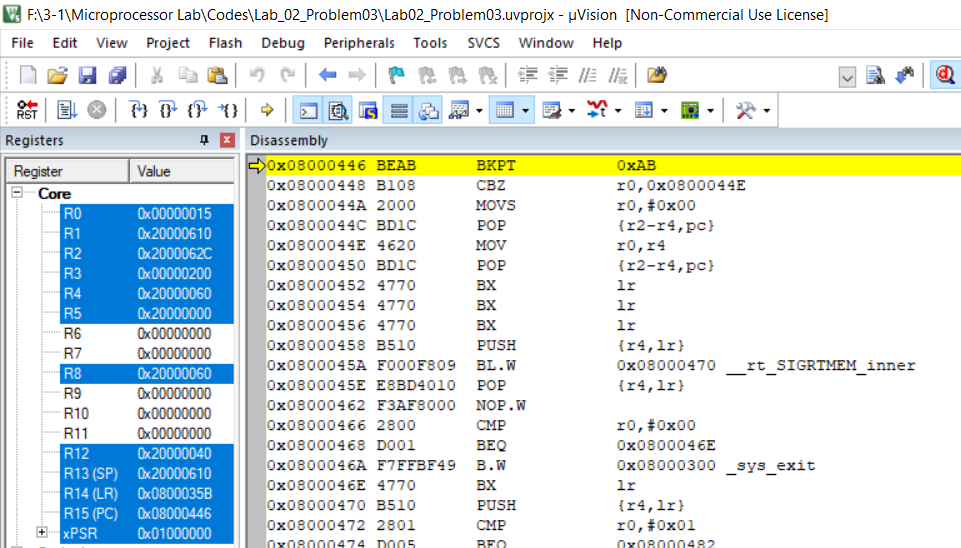 F:\3-1\Microprocessor Lab\Codes\Lab_02_Problem03\Lab02_Problem03.uvprojx - µVision [Non-Commercial Use License]
File Edit View Project Flash Debug Peripherals Tools SVCS Window Help
RST
Registers
Disassembly
Register Value
Core
R0 0x00000015
R1 0x20000610
R2 0x2000062C
R3 0x00000200
R4 0x20000060
R5 0x20000000
R6 0x00000000
R7 0x00000000
R8 0x20000060
R9 0x00000000
R10 0x00000000
R11 0x00000000
R12 0x20000040
R13 (SP) 0x20000610
R14 (LR) 0x0800035B
R15 (PC) 0x08000446
xPSR 0x01000000
0x08000446 BEAB BKPT 0xAB
0x08000448 B108 CBZ r0,0x0800044E
0x0800044A 2000 MOVS r0,#0x00
0x0800044C BD1C POP {r2-r4,pc}
0x0800044E 4620 MOV r0,r4
0x08000450 BD1C POP {r2-r4,pc}
0x08000452 4770 BX lr
0x08000454 4770 BX lr
0x08000456 4770 BX lr
0x08000458 B510 PUSH {r4,lr}
0x0800045A F000F809 BL.W 0x08000470 __rt_SIGRTMEM_inner
0x0800045E E8BD4010 POP {r4,lr}
0x08000462 F3AF8000 NOP.W
0x08000466 2800 CMP r0,#0x00
0x08000468 D001 BEQ 0x0800046E
0x0800046A F7FFBF49 B.W 0x08000300 _sys_exit
0x0800046E 4770 BX lr
0x08000470 B510 PUSH {r4,lr}
0x08000472 2801 CMP r0,#0x01
0x08000474 D005 BEQ 0x08000482